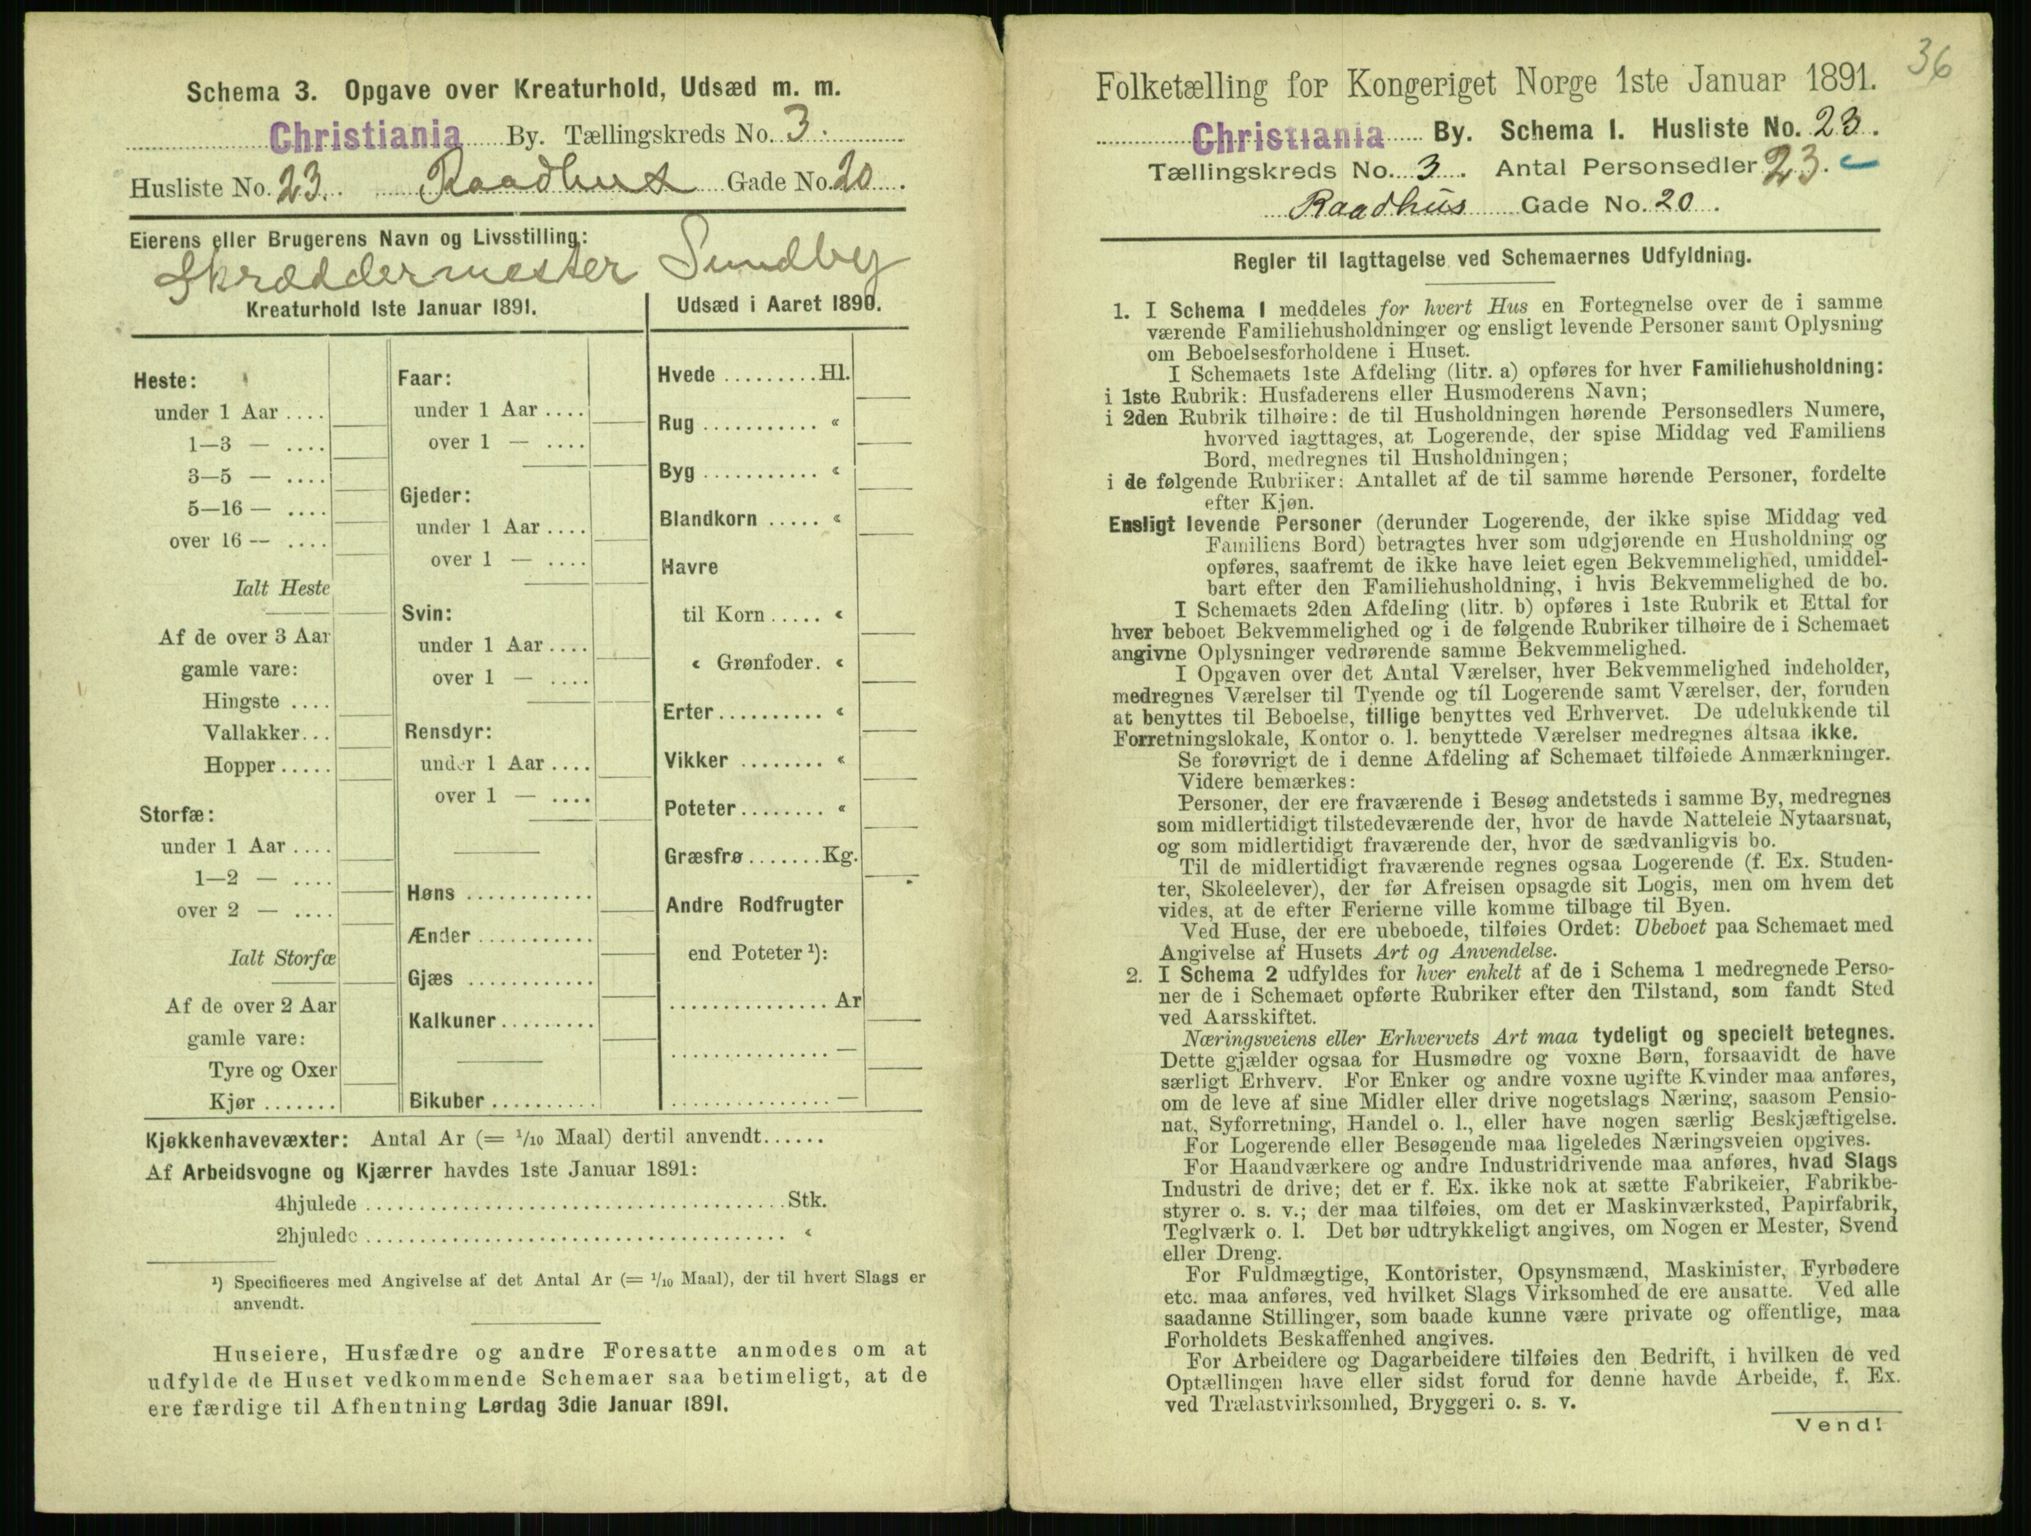 Schema 3. Opgave over Kreaturhold, Udsæd m. m.
Christiania By. Tællingskreds No. 3.
Husliste No. 23. Raadhus Gade No. 20.
Eierens eller Brugerens Navn og Livsstilling:
Skræddermester Sundby
Kreaturhold 1ste Januar 1891.
Heste:
under 1 Aar ....
1—3 — ....
3—5 — ....
5—16 — ....
over 16 — ....
Ialt Heste
Af de over 3 Aar
gamle vare:
Hingste ....
Vallakker...
Hopper.....
Storfæ:
under 1 Aar ....
1—2 — ....
over 2 — ....
Ialt Storfæ
Af de over 2 Aar
gamle vare:
Tyre og Oxer
Kjør .......
Faar:
under 1 Aar ....
over 1 — ....
Gjeder:
under 1 Aar ....
over 1 — ....
Svin:
under 1 Aar ....
over 1 — ....
Rensdyr:
under 1 Aar ....
over 1 — ....
Høns ............
Ænder ...........
Gjæs ............
Kalkuner.........
Bikuber ..........
Udsæd i Aaret 1890.
Hvede .........Hl.
Rug ........... «
Byg ........... «
Blandkorn ..... «
Havre
til Korn ..... «
« Grønfoder. «
Erter.......... «
Vikker ........ «
Poteter........ «
Græsfrø.......Kg.
Andre Rodfrugter
end Poteter ¹):
............... Ar
............... —
............... —
Kjøkkenhavevæxter: Antal Ar (= 1/10 Maal) dertil anvendt......
Af Arbeidsvogne og Kjærrer havdes 1ste Januar 1891:
4hjulede .......................................Stk.
2hjulede ....................................... «
¹) Specificeres med Angivelse af det Antal Ar (= 1/10 Maal), der til hvert Slags er
anvendt.
Huseiere, Husfædre og andre Foresatte anmodes om at
udfylde de Huset vedkommende Schemaer saa betimeligt, at de
ere færdige til Afhentning Lørdag 3die Januar 1891.
36
Folketælling for Kongeriget Norge 1ste Januar 1891.
Christiania By. Schema 1. Husliste No. 23.
Tællingskreds No. 3. Antal Personsedler 23.
Raadhus Gade No. 20.
Regler til Iagttagelse ved Schemaernes Udfyldning.
1. I Schema 1 meddeles for hvert Hus en Fortegnelse over de i samme
værende Familiehusholdninger og ensligt levende Personer samt Oplysning
om Beboelsesforholdene i Huset.
I Schemaets 1ste Afdeling (litr. a) opføres for hver Familiehusholdning:
i 1ste Rubrik: Husfaderens eller Husmoderens Navn;
i 2den Rubrik tilhøire: de til Husholdningen hørende Personsedlers Numere,
hvorved iagttages, at Logerende, der spise Middag ved Familiens
Bord, medregnes til Husholdningen;
i de følgende Rubriker: Antallet af de til samme hørende Personer, fordelte
efter Kjøn.
Ensligt levende Personer (derunder Logerende, der ikke spise Middag ved
Familiens Bord) betragtes hver som udgjørende en Husholdning og
opføres, saafremt de ikke have leiet egen Bekvemmelighed, umiddel-
bart efter den Familiehusholdning, i hvis Bekvemmelighed de bo.
I Schemaets 2den Afdeling (litr. b) opføres i 1ste Rubrik et Ettal for
hver beboet Bekvemmelighed og i de følgende Rubriker tilhøire de i Schemaet
angivne Oplysninger vedrørende samme Bekvemmelighed.
I Opgaven over det Antal Værelser, hver Bekvemmelighed indeholder,
medregnes Værelser til Tyende og til Logerende samt Værelser, der, foruden
at benyttes til Beboelse, tillige benyttes ved Erhvervet. De udelukkende til
Forretningslokale, Kontor o. l. benyttede Værelser medregnes altsaa ikke.
Se forøvrigt de i denne Afdeling af Schemaet tilføiede Anmærkninger.
Videre bemærkes:
Personer, der ere fraværende i Besøg andetsteds i samme By, medregnes
som midlertidigt tilstedeværende der, hvor de havde Natteleie Nytaarsnat,
og som midlertidigt fraværende der, hvor de sædvanligvis bo.
Til de midlertidigt fraværende regnes ogsaa Logerende (f. Ex. Studen-
ter, Skoleelever), der før Afreisen opsagde sit Logis, men om hvem det
vides, at de efter Ferierne ville komme tilbage til Byen.
Ved Huse, der ere ubeboede, tilføies Ordet: Ubeboet paa Schemaet med
Angivelse af Husets Art og Anvendelse.
2. I Schema 2 udfyldes for hver enkelt af de i Schema 1 medregnede Perso-
ner de i Schemaet opførte Rubriker efter den Tilstand, som fandt Sted
ved Aarsskiftet.
Næringsveiens eller Erhvervets Art maa tydeligt og specielt betegnes.
Dette gjælder ogsaa for Husmødre og voxne Børn, forsaavidt de have
særligt Erhverv. For Enker og andre voxne ugifte Kvinder maa anføres,
om de leve af sine Midler eller drive nogetslags Næring, saasom Pensio-
nat, Syforretning, Handel o. l., eller have nogen særlig Beskjæftigelse.
For Logerende eller Besøgende maa ligeledes Næringsveien opgives.
For Haandværkere og andre Industridrivende maa anføres, hvad Slags
Industri de drive; det er f. Ex. ikke nok at sætte Fabrikeier, Fabrikbe-
styrer o. s. v.; der maa tilføies, om det er Maskinværksted, Papirfabrik,
Teglværk o. l. Det bør udtrykkeligt angives, om Nogen er Mester, Svend
eller Dreng.
For Fuldmægtige, Kontorister, Opsynsmænd, Maskinister, Fyrbødere
etc. maa anføres, ved hvilket Slags Virksomhed de ere ansatte. Ved alle
saadanne Stillinger, som baade kunne være private og offentlige, maa
Forholdets Beskaffenhed angives.
For Arbeidere og Dagarbeidere tilføies den Bedrift, i hvilken de ved
Optællingen have eller sidst forud for denne havde Arbeide, f. Ex.
ved Trælastvirksomhed, Bryggeri o. s. v.
Vend!